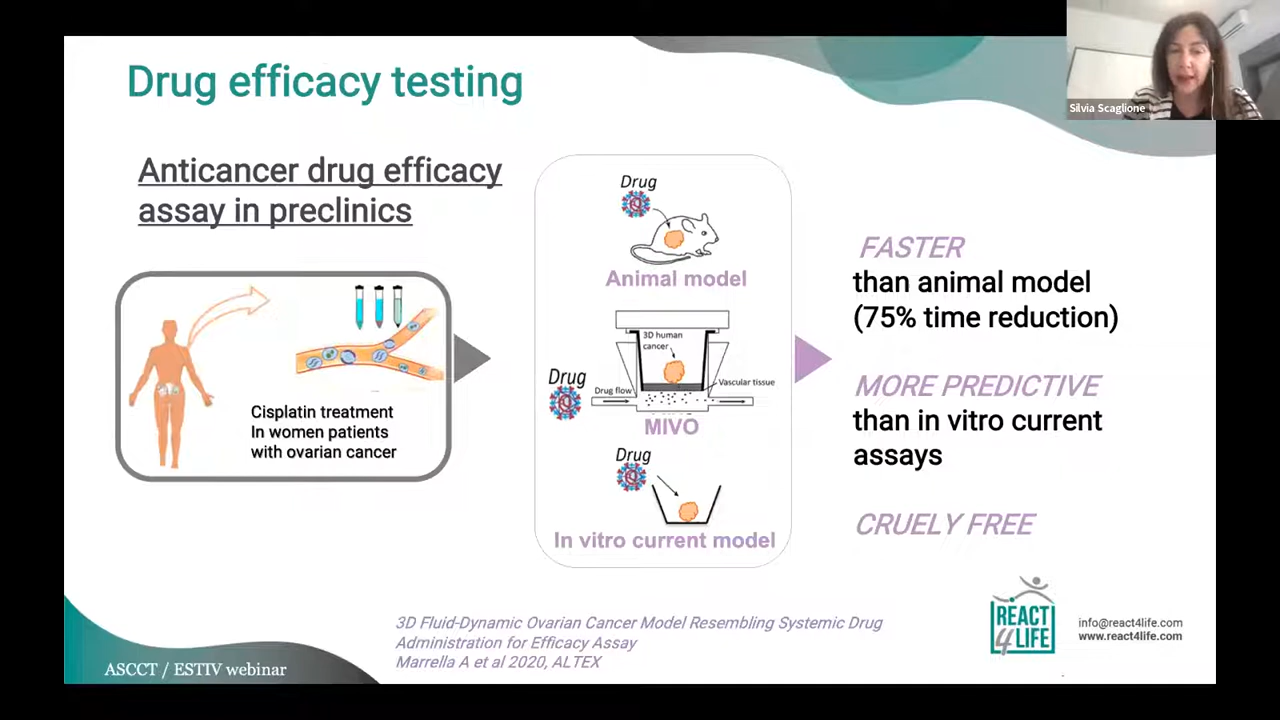 Silvia Scaglione
Drug efficacy testing
Anticancer drug efficacy
assay in preclinics
Cisplatin treatment
In women patients
with ovarian cancer
Drug
Animal model
3D human
cancer
Drug
Drug flow
Vascular tissue
MIVO
Drug
In vitro current model
FASTER
than animal model
(75% time reduction)
MORE PREDICTIVE
than in vitro current
assays
CRUELY FREE
3D Fluid-Dynamic Ovarian Cancer Model Resembling Systemic Drug
Administration for Efficacy Assay
Marrella A et al 2020, ALTEX
REACT
4 LIFE
info@react4life.com
www.react4life.com
ASCCT / ESTIV webinar